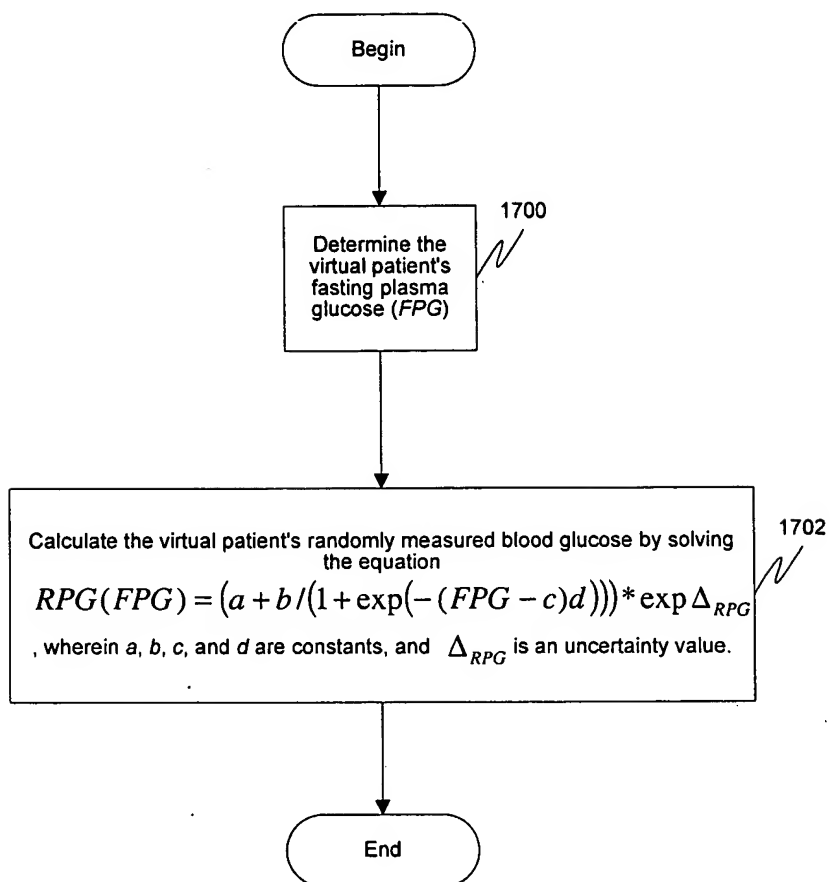 Begin
1700
Determine the
virtual patient's
fasting plasma
glucose (FPG)
1702
Calculate the virtual patient's randomly measured blood glucose by solving
the equation
RPG(FPG) = (a + b /(1 + exp(-(FPG - c)d))) * exp Δ_RPG
, wherein a, b, c, and d are constants, and Δ_RPG is an uncertainty value.
End